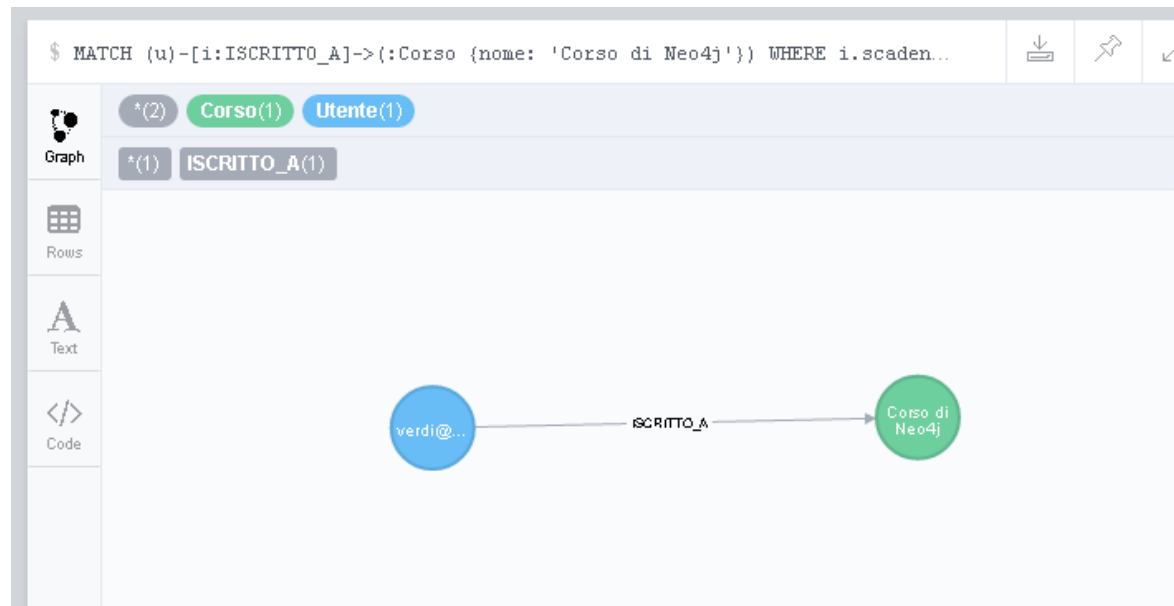 $ MATCH (u)-[i:ISCRITTO_A]->(:Corso {nome: 'Corso di Neo4j'}) WHERE i.scaden...
*(2) Corso(1) Utente(1)
Graph
*(1) ISCRITTO_A(1)
Rows
A
Text
</>
Code
verdi@...
ISCRITTO_A
Corso di
Neo4j